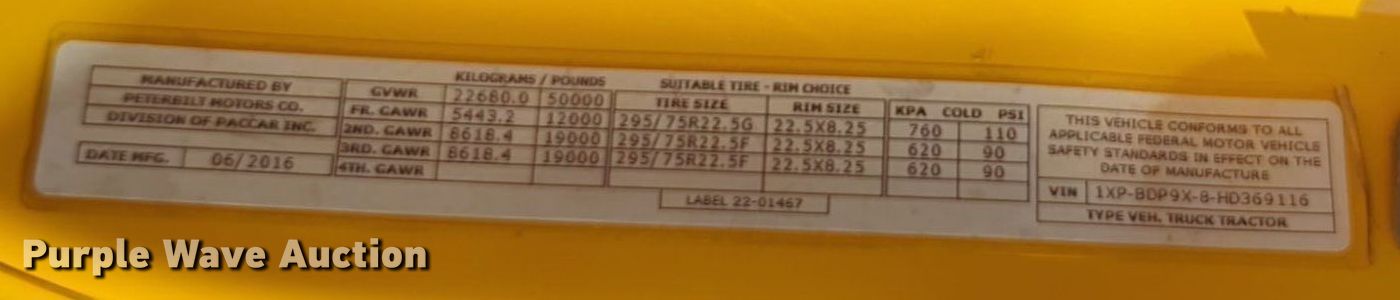 MANUFACTURED BY
PETERBILT MOTORS CO.
DIVISION OF PACCAR INC.
DATE MFG. 06/2016
KILOGRAMS / POUNDS
GVWR 22680.0 50000
FR. GAWR 5443.2 12000
2ND. GAWR 8618.4 19000
3RD. GAWR 8618.4 19000
4TH. GAWR
SUITABLE TIRE - RIM CHOICE
TIRE SIZE RIM SIZE
295/75R22.5G 22.5X8.25
295/75R22.5F 22.5X8.25
295/75R22.5F 22.5X8.25
KPA COLD PSI
760 110
620 90
620 90
LABEL 22-01467
THIS VEHICLE CONFORMS TO ALL
APPLICABLE FEDERAL MOTOR VEHICLE
SAFETY STANDARDS IN EFFECT ON THE
DATE OF MANUFACTURE
VIN 1XP-BDP9X-8-HD369116
TYPE VEH. TRUCK TRACTOR
Purple Wave Auction